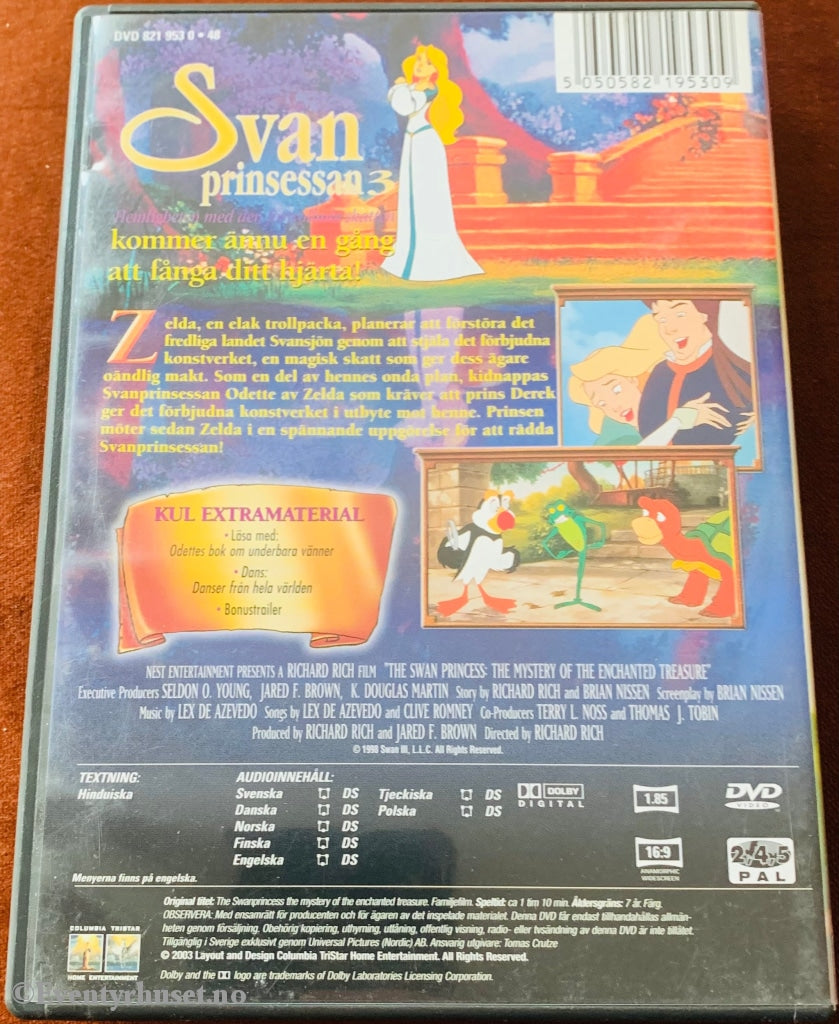 DVD 821 953 0 • 48
5 050582 195309
Svan
prinsessan 3
Hemligheten med den
kommer ännu en gång
att fånga ditt hjärta!
Zelda, en elak trollpacka, planerar att förstöra det
fredliga landet Svansjön genom att stjäla det förbjudna
konstverket, en magisk skatt som ger dess ägare
oändlig makt. Som en del av hennes onda plan, kidnappas
Svanprinsessan Odette av Zelda som kräver att prins Derek
ger det förbjudna konstverket i utbyte mot henne. Prinsen
möter sedan Zelda i en spännande uppgörelse för att rädda
Svanprinsessan!
KUL EXTRAMATERIAL
• Läsa med:
Odettes bok om underbara vänner
• Dans:
Danser från hela världen
• Bonustrailer
NEST ENTERTAINMENT PRESENTS A RICHARD RICH FILM "THE SWAN PRINCESS: THE MYSTERY OF THE ENCHANTED TREASURE"
Executive Producers SELDON O. YOUNG, JARED F. BROWN, K. DOUGLAS MARTIN Story by RICHARD RICH and BRIAN NISSEN Screenplay by BRIAN NISSEN
Music by LEX DE AZEVEDO Songs by LEX DE AZEVEDO and CLIVE ROMNEY Co-Producers TERRY L. NOSS and THOMAS J. TOBIN
Produced by RICHARD RICH and JARED F. BROWN Directed by RICHARD RICH
© 1998 Swan III, L.L.C. All Rights Reserved.
TEXTNING:
Hinduiska
AUDIOINNEHÅLL:
Svenska DS
Danska DS
Norska DS
Finska DS
Engelska DS
Tjeckiska DS
Polska DS
DOLBY
DIGITAL
1.85
16:9
ANAMORPHIC
WIDESCREEN
DVD
VIDEO
2,4,5
PAL
Menyerna finns på engelska.
Original titel: The Swanprincess the mystery of the enchanted treasure. Familjefilm. Speltid: ca 1 tim 10 min. Åldersgräns: 7 år. Färg.
OBSERVERA: Med ensamrätt för producenten och för ägaren av det inspelade materialet. Denna DVD får endast tillhandahållas allmän-
heten genom försäljning. Obehörig kopiering, uthyrning, utlåning, offentlig visning, radio- eller tvsändning av denna DVD är inte tillåtet.
Tillgänglig i Sverige exklusivt genom Universal Pictures (Nordic) AB. Ansvarig utgivare: Tomas Crutze
© 2003 Layout and Design Columbia TriStar Home Entertainment. All Rights Reserved.
Dolby and the DD logo are trademarks of Dolby Laboratories Licensing Corporation.
COLUMBIA TRISTAR
HOME ENTERTAINMENT
©Eventyrhuset.no